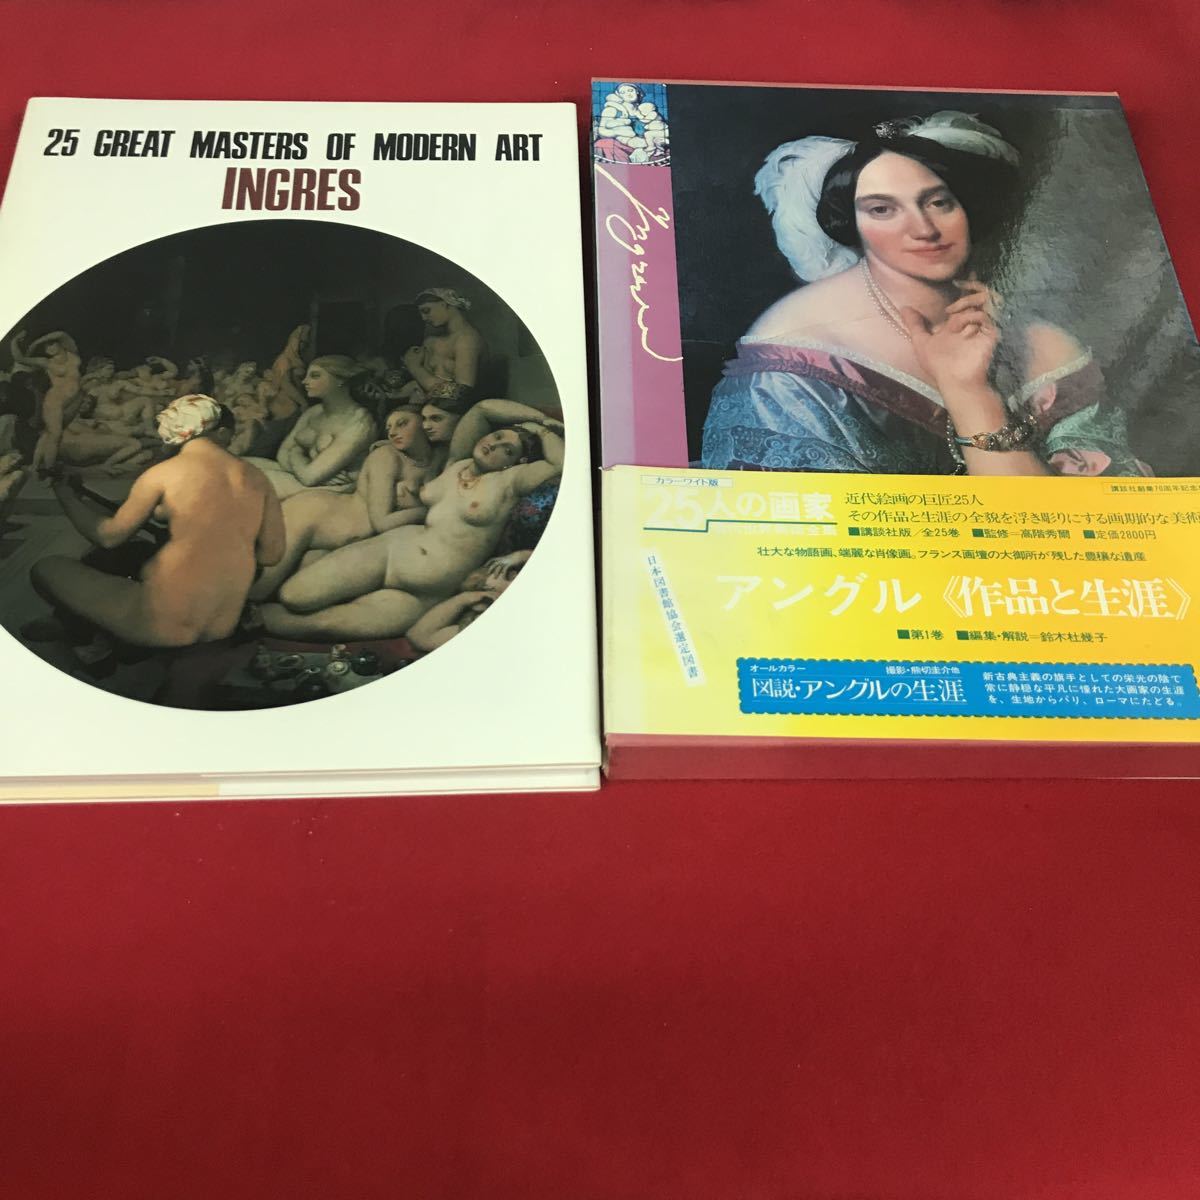 25 GREAT MASTERS OF MODERN ART
INGRES
Ingres
カラーワイド版
25人の画家
近代絵画の巨匠25人
その作品と生涯の全貌を浮き彫りにする画期的な美術
■講談社版/全25巻 ■監修=高階秀爾 ■定価2800円
講談社創業70周年記念
壮大な物語画、端麗な肖像画。フランス画壇の大御所が残した豊穣な遺産
アングル《作品と生涯》
■第1巻 ■編集・解説=鈴木杜幾子
日本図書館協会選定図書
オールカラー 撮影・熊切圭介他
図説・アングルの生涯
新古典主義の旗手としての栄光の陰で
常に静穏な平凡に憧れた大画家の生涯
を、生地からパリ、ローマにたどる。